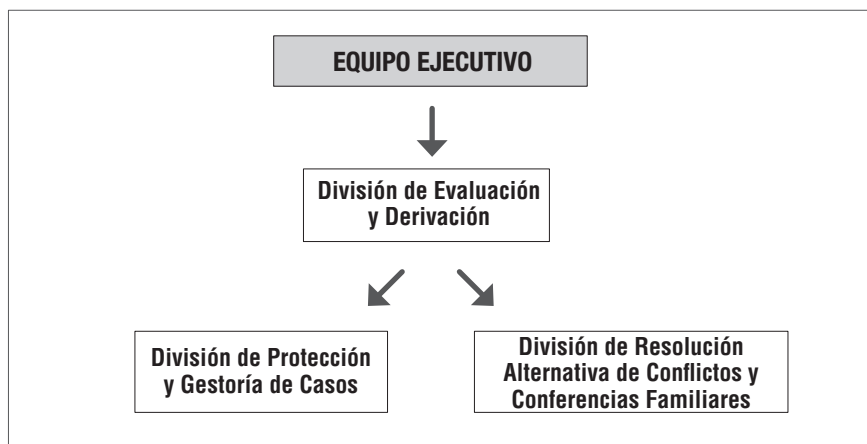 EQUIPO EJECUTIVO
División de Evaluación
y Derivación
División de Protección
y Gestoría de Casos
División de Resolución
Alternativa de Conflictos y
Conferencias Familiares